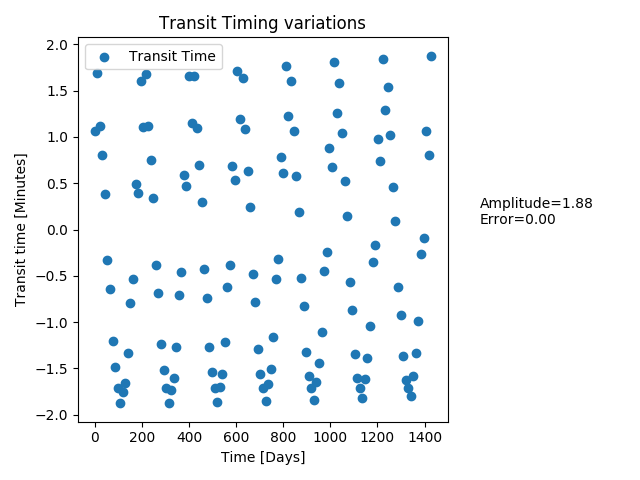 Transit Timing variations
Transit Time
Transit time [Minutes]
2.0
1.5
1.0
0.5
0.0
−0.5
−1.0
−1.5
−2.0
0 200 400 600 800 1000 1200 1400
Time [Days]
Amplitude=1.88
Error=0.00